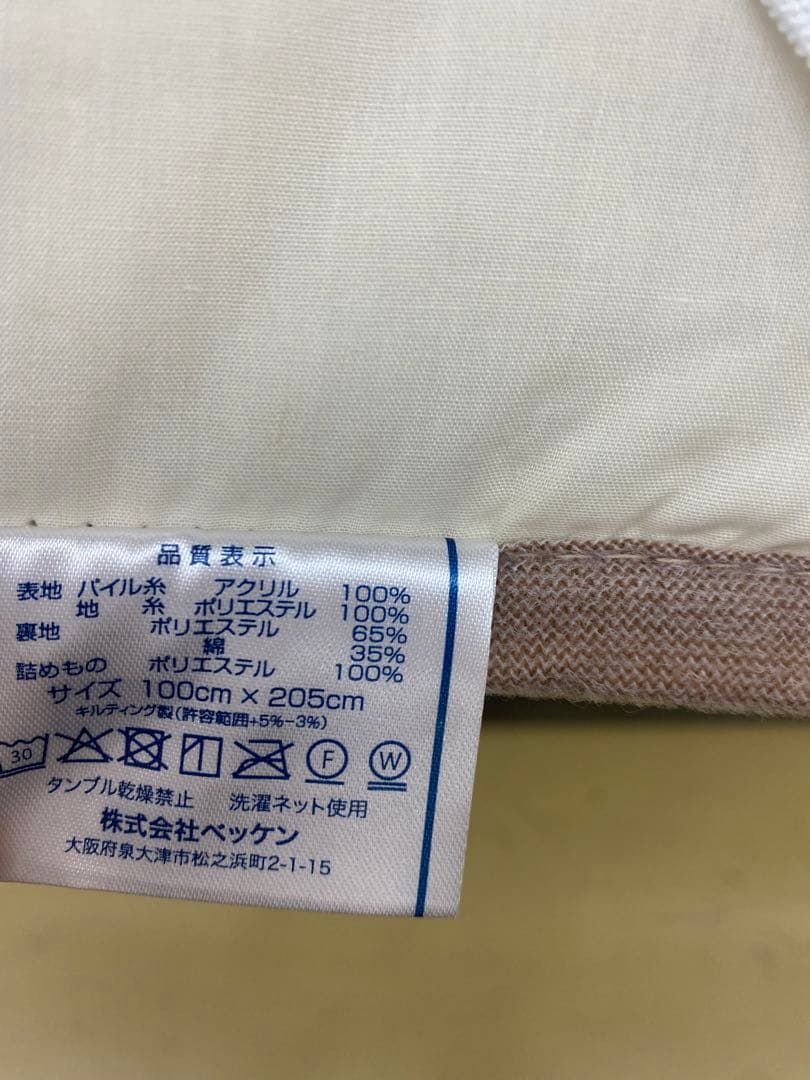 品質表示
表地 パイル糸 アクリル 100%
地 糸 ポリエステル 100%
裏地 ポリエステル 65%
綿 35%
詰めもの ポリエステル 100%
サイズ 100cm×205cm
キルティング製(許容範囲+5%-3%)
30 F W
タンブル乾燥禁止 洗濯ネット使用
株式会社ベッケン
大阪府泉大津市松之浜町2-1-15